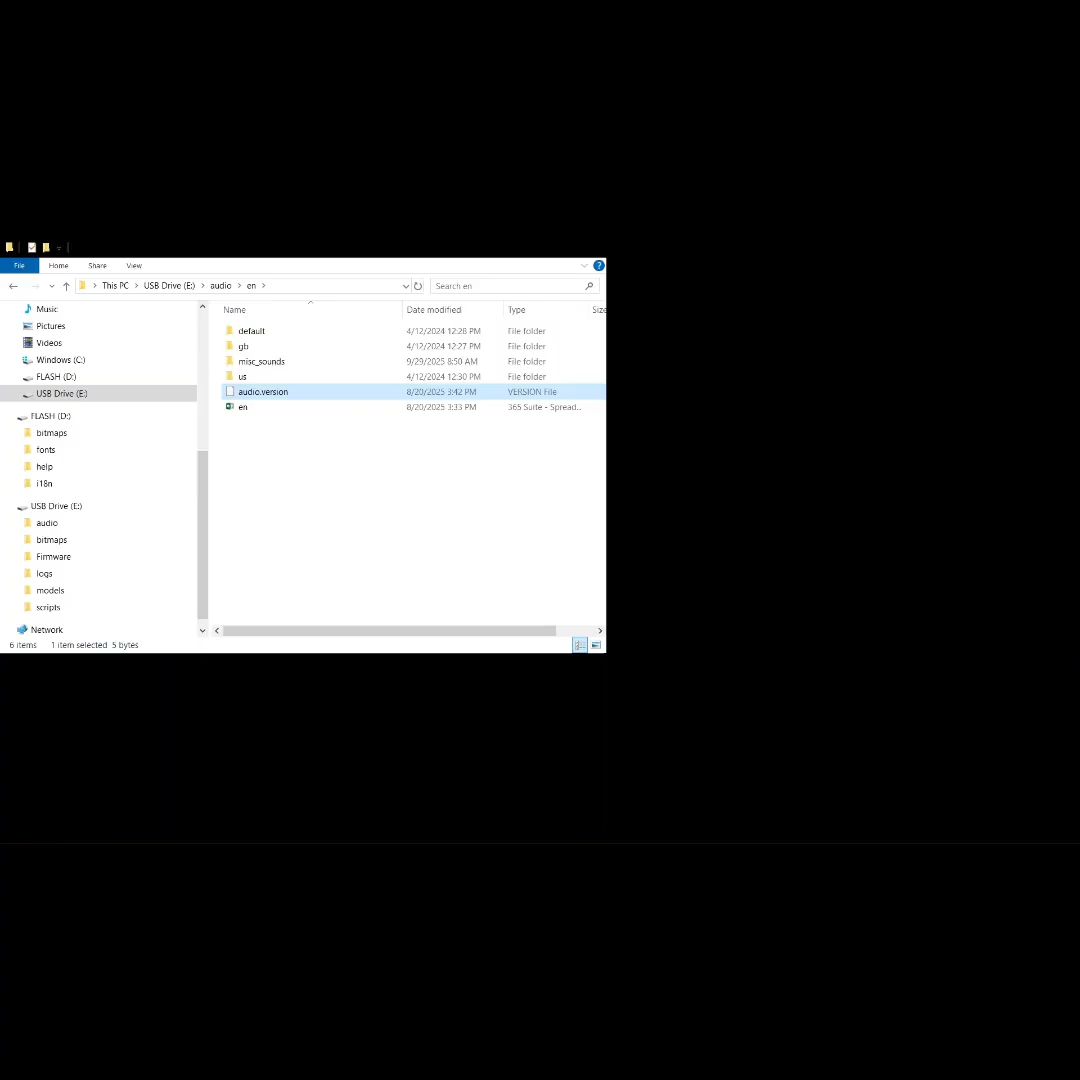 File Home Share View
This PC USB Drive (E:) audio en Search en
Music
Pictures
Videos
Windows (C:)
FLASH (D:)
USB Drive (E:)
FLASH (D:)
bitmaps
fonts
help
i18n
USB Drive (E:)
audio
bitmaps
Firmware
logs
models
scripts
Network
Name Date modified Type Size
default 4/12/2024 12:28 PM File folder
gb 4/12/2024 12:27 PM File folder
misc_sounds 9/29/2025 8:50 AM File folder
us 4/12/2024 12:30 PM File folder
audio.version 8/20/2025 3:42 PM VERSION File
en 8/20/2025 3:33 PM 365 Suite - Spread...
6 items 1 item selected 5 bytes